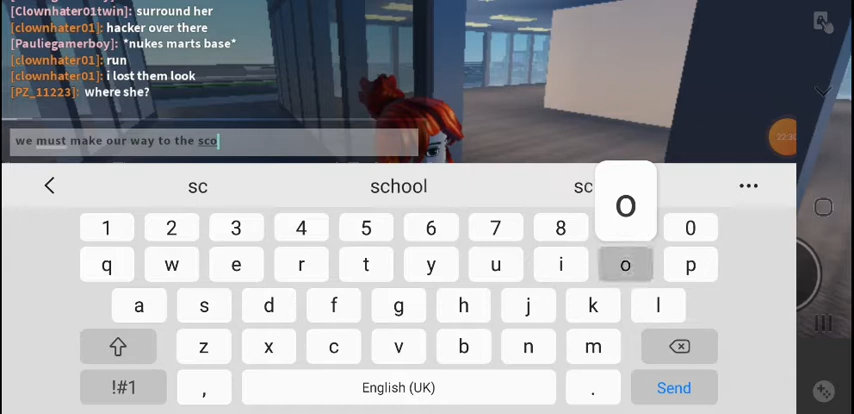 [Clownhater01twin]: surround her
[clownhater01]: hacker over there
[Pauliegamerboy]: *nukes marts base*
[clownhater01]: run
[clownhater01]: i lost them look
[PZ_11223]: where she?
we must make our way to the sco
22:30
sc school sc
o
1 2 3 4 5 6 7 8 0
q w e r t y u i o p
a s d f g h j k l
z x c v b n m
!#1 , English (UK) . Send